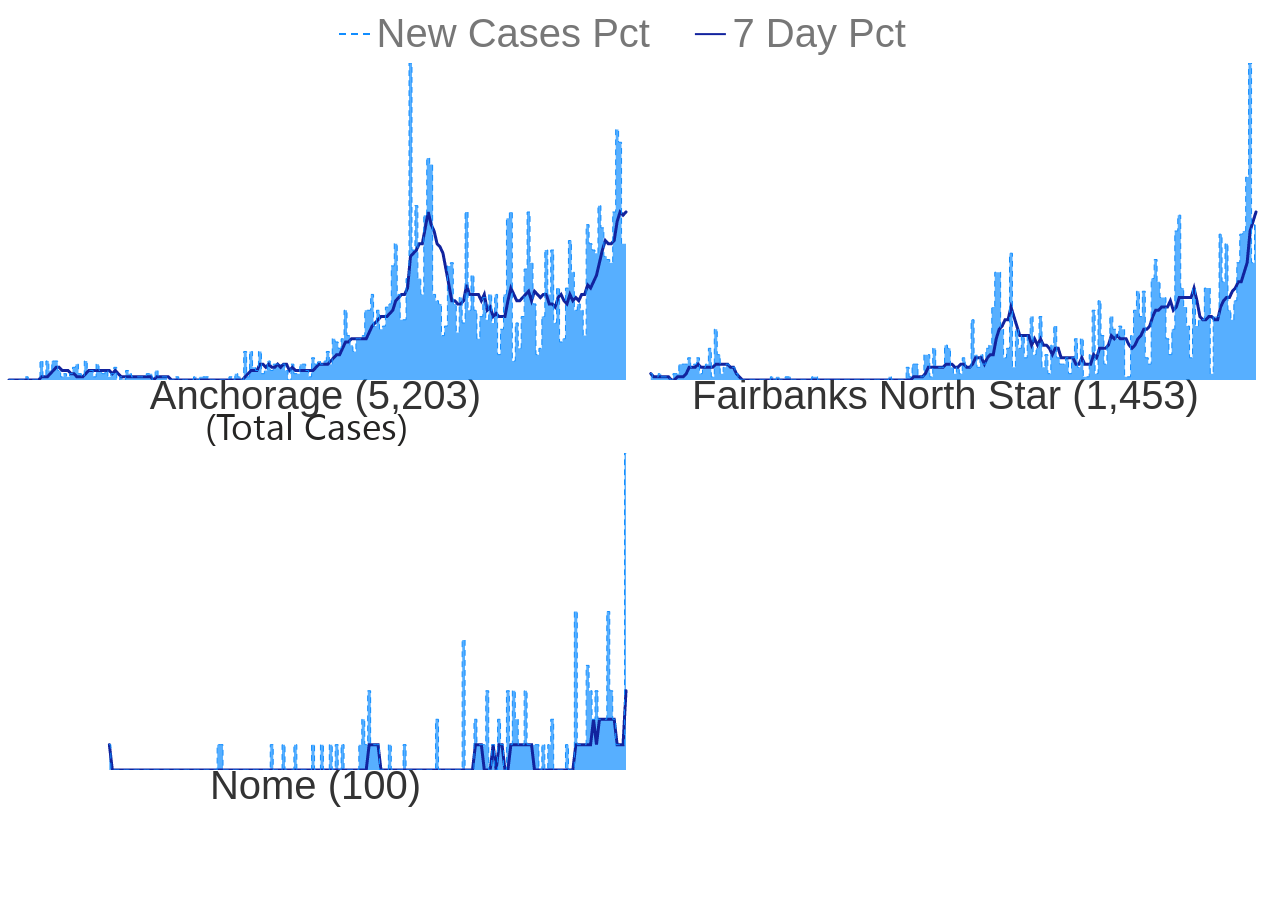 New Cases Pct 7 Day Pct
Anchorage (5,203)
(Total Cases)
Fairbanks North Star (1,453)
Nome (100)